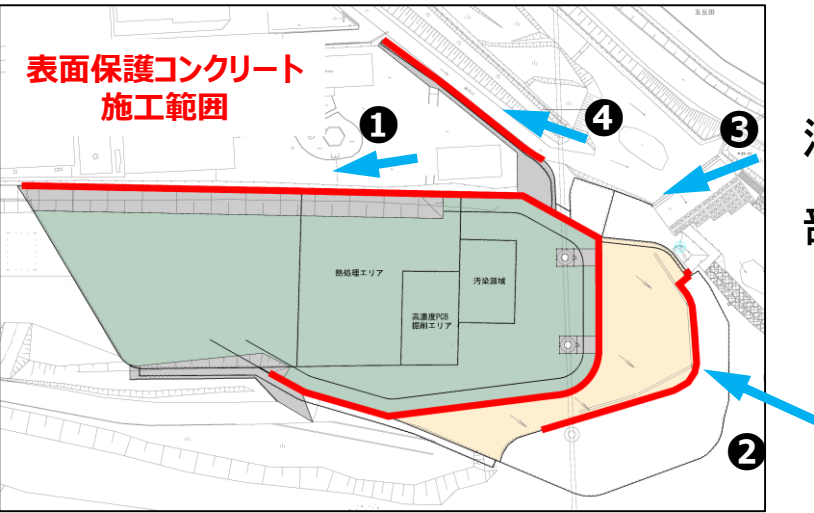 表面保護コンクリート
施工範囲
❶
❹
❸
熱処理エリア
汚染源域
高濃度PCB
掘削エリア
❷